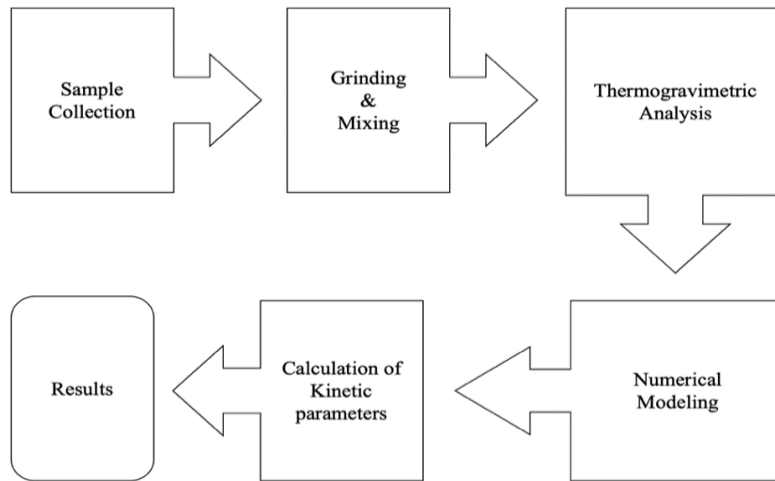 Sample
Collection
Grinding
&
Mixing
Thermogravimetric
Analysis
Numerical
Modeling
Calculation of
Kinetic
parameters
Results